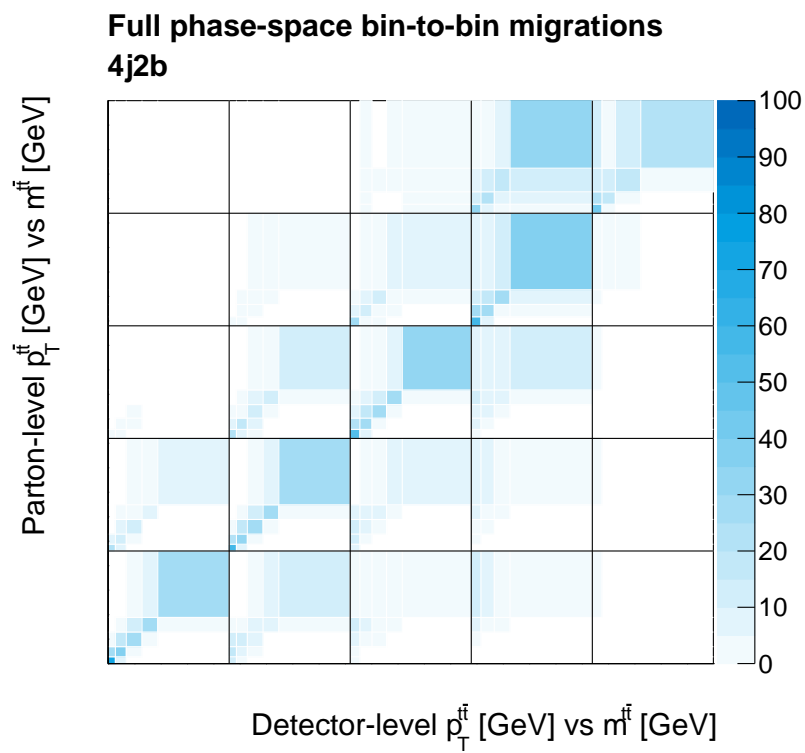 Full phase-space bin-to-bin migrations
4j2b
Parton-level p_T^{tt̄} [GeV] vs m^{tt̄} [GeV]
100
90
80
70
60
50
40
30
20
10
0
Detector-level p_T^{tt̄} [GeV] vs m^{tt̄} [GeV]